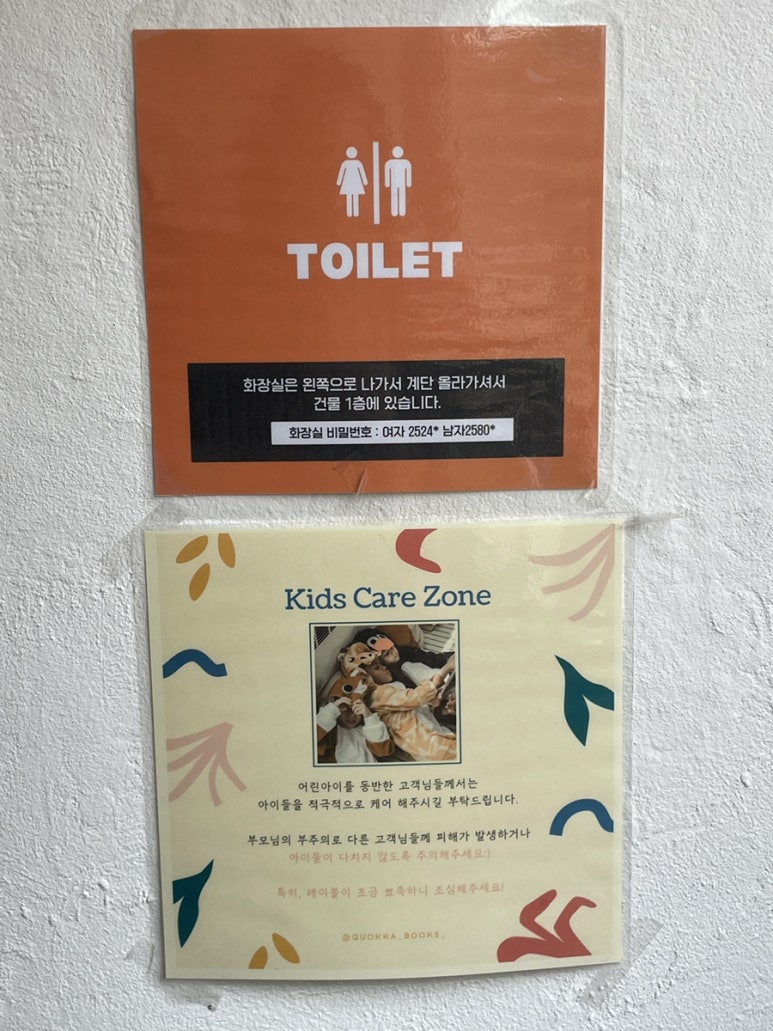 TOILET
화장실은 왼쪽으로 나가서 계단 올라가셔서
건물 1층에 있습니다.
화장실 비밀번호 : 여자 2524* 남자2580*
Kids Care Zone
어린아이를 동반한 고객님들께서는
아이들을 적극적으로 케어 해주시길 부탁드립니다.
부모님의 부주의로 다른 고객님들께 피해가 발생하거나
아이들이 다치지 않도록 주의해주세요:)
특히, 테이블이 조금 뾰족하니 조심해주세요!
@QUOKKA_BOOKS_